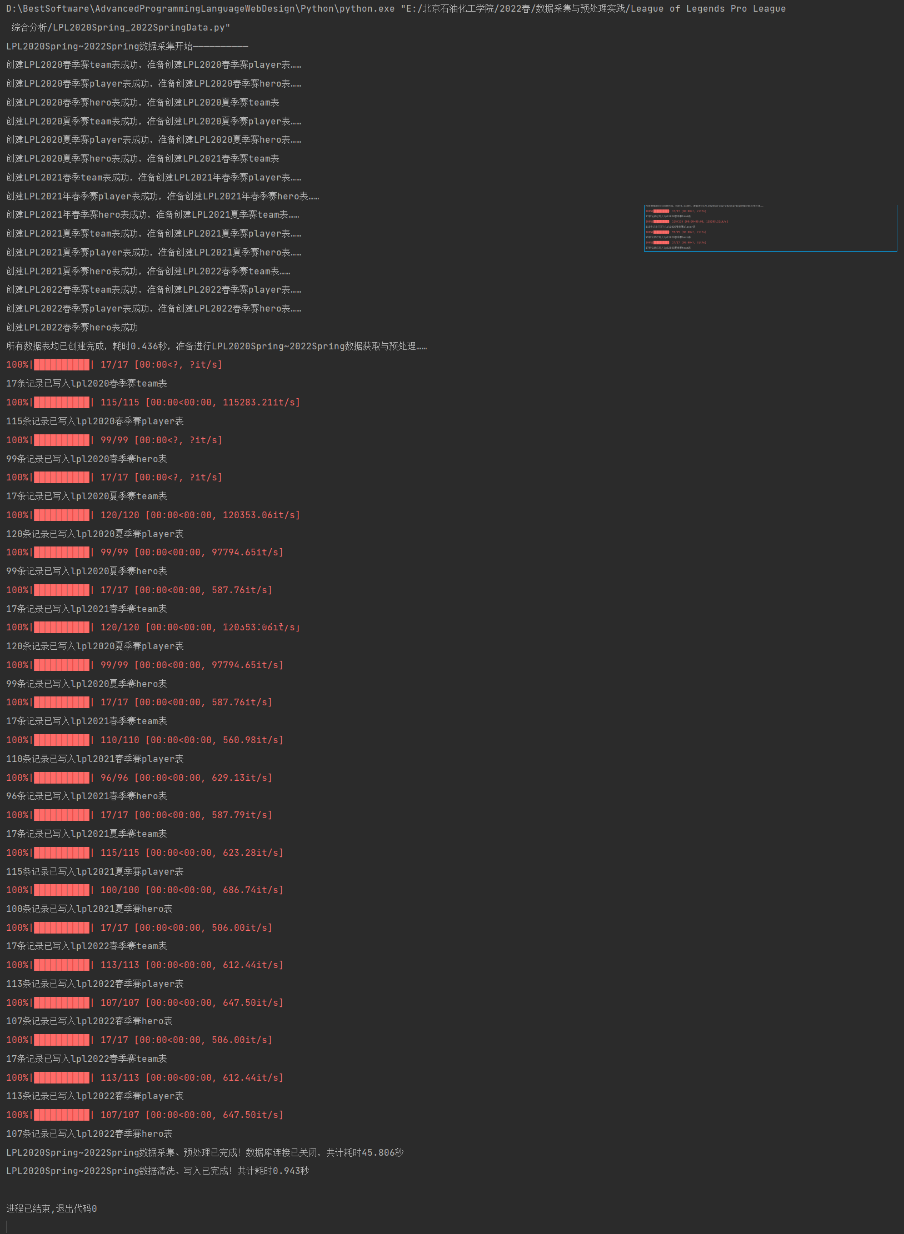 D:\BestSoftware\AdvancedProgrammingLanguageWebDesign\Python\python.exe "E:/北京石油化工学院/2022春/数据采集与预处理实践/League of Legends Pro League
综合分析/LPL2020Spring_2022SpringData.py"
LPL2020Spring~2022Spring数据采集开始——————————
创建LPL2020春季赛team表成功，准备创建LPL2020春季赛player表……
创建LPL2020春季赛player表成功，准备创建LPL2020春季赛hero表……
创建LPL2020春季赛hero表成功，准备创建LPL2020夏季team表
创建LPL2020夏季赛team表成功，准备创建LPL2020夏季赛player表……
创建LPL2020夏季赛player表成功，准备创建LPL2020夏季赛hero表……
创建LPL2020夏季赛hero表成功，准备创建LPL2021春季赛team表
创建LPL2021春季team表成功，准备创建LPL2021年春季赛player表……
创建LPL2021年春季赛player表成功，准备创建LPL2021年春季赛hero表……
创建LPL2021年春季赛hero表成功，准备创建LPL2021夏季赛team表……
创建LPL2021夏季赛team表成功，准备创建LPL2021夏季赛player表……
创建LPL2021夏季赛player表成功，准备创建LPL2021夏季赛hero表……
创建LPL2021夏季赛hero表成功，准备创建LPL2022春季team表……
创建LPL2022春季赛team表成功，准备创建LPL2022春季赛player表……
创建LPL2022春季赛player表成功，准备创建LPL2022春季赛hero表……
创建LPL2022春季赛hero表成功
所有数据表均已创建完成，耗时0.436秒，准备进行LPL2020Spring~2022Spring数据获取与预处理……
100%|██████████| 17/17 [00:00<?, ?it/s]
17条记录已写入lpl2020春季赛team表
100%|██████████| 115/115 [00:00<00:00, 115283.21it/s]
115条记录已写入lpl2020春季赛player表
100%|██████████| 99/99 [00:00<?, ?it/s]
99条记录已写入lpl2020春季赛hero表
100%|██████████| 17/17 [00:00<?, ?it/s]
17条记录已写入lpl2020夏季赛team表
100%|██████████| 120/120 [00:00<00:00, 120353.06it/s]
120条记录已写入lpl2020夏季赛player表
100%|██████████| 99/99 [00:00<00:00, 97794.65it/s]
99条记录已写入lpl2020夏季赛hero表
100%|██████████| 17/17 [00:00<00:00, 587.76it/s]
17条记录已写入lpl2021春季赛team表
100%|██████████| 120/120 [00:00<00:00, 120353.06it/s]
120条记录已写入lpl2020夏季赛player表
100%|██████████| 99/99 [00:00<00:00, 97794.65it/s]
99条记录已写入lpl2020夏季赛hero表
100%|██████████| 17/17 [00:00<00:00, 587.76it/s]
17条记录已写入lpl2021春季赛team表
100%|██████████| 110/110 [00:00<00:00, 560.98it/s]
110条记录已写入lpl2021春季赛player表
100%|██████████| 96/96 [00:00<00:00, 629.13it/s]
96条记录已写入lpl2021春季赛hero表
100%|██████████| 17/17 [00:00<00:00, 587.79it/s]
17条记录已写入lpl2021夏季赛team表
100%|██████████| 115/115 [00:00<00:00, 623.28it/s]
115条记录已写入lpl2021夏季赛player表
100%|██████████| 100/100 [00:00<00:00, 686.74it/s]
100条记录已写入lpl2021夏季赛hero表
100%|██████████| 17/17 [00:00<00:00, 506.00it/s]
17条记录已写入lpl2022春季赛team表
100%|██████████| 113/113 [00:00<00:00, 612.44it/s]
113条记录已写入lpl2022春季赛player表
100%|██████████| 107/107 [00:00<00:00, 647.50it/s]
107条记录已写入lpl2022春季赛hero表
100%|██████████| 17/17 [00:00<00:00, 506.00it/s]
17条记录已写入lpl2022春季赛team表
100%|██████████| 113/113 [00:00<00:00, 612.44it/s]
113条记录已写入lpl2022春季赛player表
100%|██████████| 107/107 [00:00<00:00, 647.50it/s]
107条记录已写入lpl2022春季赛hero表
LPL2020Spring~2022Spring数据采集、预处理已完成！数据库连接已关闭，共计耗时45.806秒
LPL2020Spring~2022Spring数据清洗、写入已完成！共计耗时0.943秒
进程已结束,退出代码0